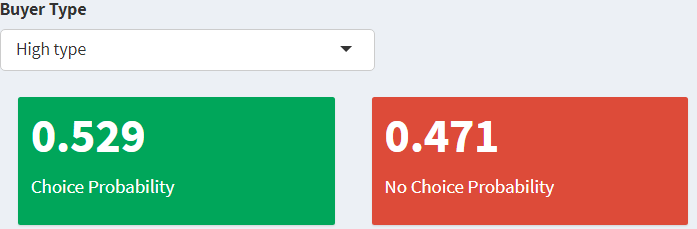 Buyer Type
High type
0.529
Choice Probability
0.471
No Choice Probability